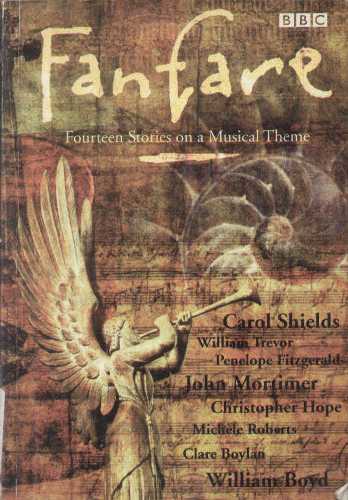 BBC
Fanfare
Fourteen Stories on a Musical Theme
Carol Shields
William Trevor
Penelope Fitzgerald
John Mortimer
Christopher Hope
Michèle Roberts
Clare Boylan
William Boyd